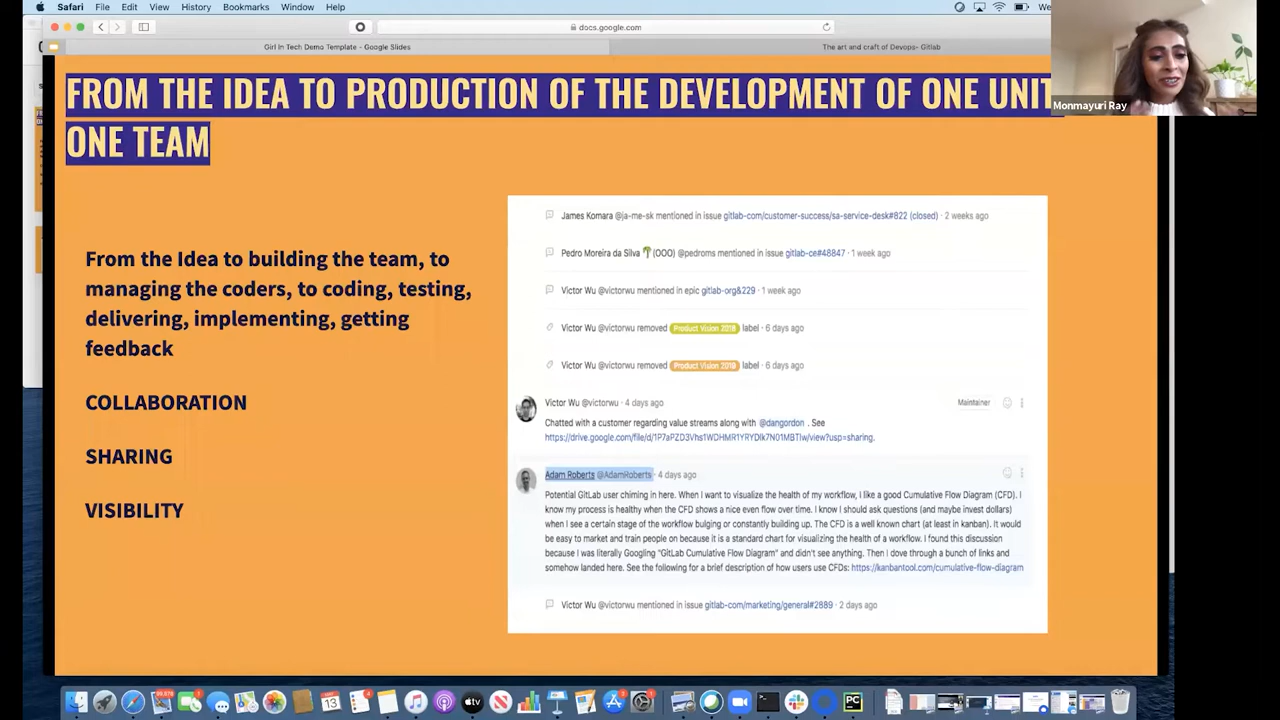 Safari File Edit View History Bookmarks Window Help
docs.google.com
Girl In Tech Demo Template - Google Slides
The art and craft of Devops- Gitlab
Monmayuri Ray
FROM THE IDEA TO PRODUCTION OF THE DEVELOPMENT OF ONE UNIT
ONE TEAM
From the Idea to building the team, to
managing the coders, to coding, testing,
delivering, implementing, getting
feedback
COLLABORATION
SHARING
VISIBILITY
James Komara @ja-me-sk mentioned in issue gitlab-com/customer-success/sa-service-desk#822 (closed) · 2 weeks ago
Pedro Moreira da Silva (OOO) @pedroms mentioned in issue gitlab-ce#48847 · 1 week ago
Victor Wu @victorwu mentioned in epic gitlab-org&229 · 1 week ago
Victor Wu @victorwu removed Product Vision 2018 label · 6 days ago
Victor Wu @victorwu removed Product Vision 2019 label · 6 days ago
Victor Wu @victorwu · 4 days ago
Maintainer
Chatted with a customer regarding value streams along with @dangordon . See
Adam Roberts @AdamRoberts · 4 days ago
Potential GitLab user chiming in here. When I want to visualize the health of my workflow, I like a good Cumulative Flow Diagram (CFD). I
know my process is healthy when the CFD shows a nice even flow over time. I know I should ask questions (and maybe invest dollars)
when I see a certain stage of the workflow bulging or constantly building up. The CFD is a well known chart (at least in kanban). It would
be easy to market and train people on because it is a standard chart for visualizing the health of a workflow. I found this discussion
because I was literally Googling "GitLab Cumulative Flow Diagram" and didn't see anything. Then I dove through a bunch of links and
somehow landed here. See the following for a brief description of how users use CFDs: https://kanbantool.com/cumulative-flow-diagram
Victor Wu @victorwu mentioned in issue gitlab-com/marketing/general#2889 · 2 days ago
13
tv
PC